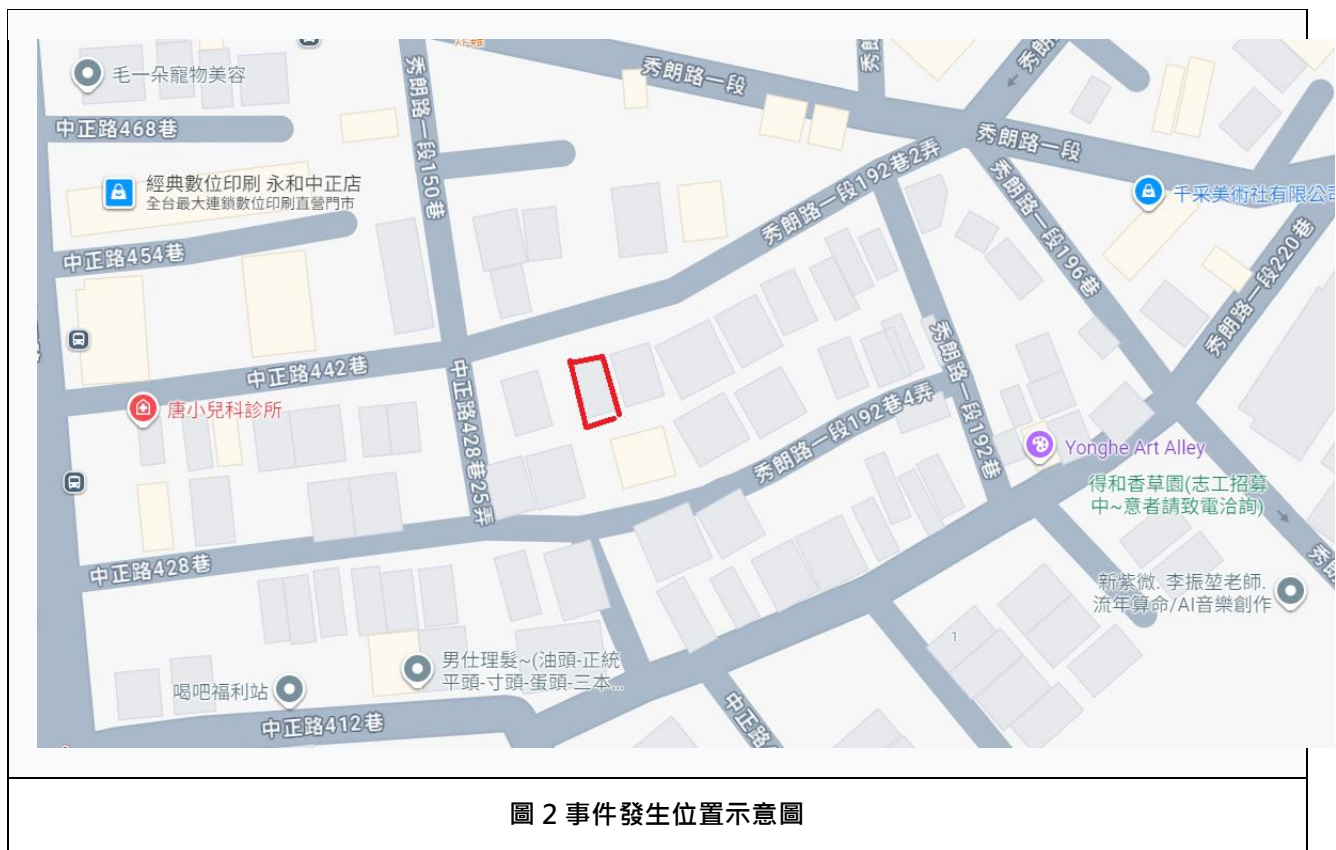 毛一朵寵物美容
中正路468巷
經典數位印刷 永和中正店
全台最大連鎖數位印刷直營門市
中正路454巷
秀朗路一段150巷
秀朗路一段
秀朗路一段
秀朗路一段192巷2弄
秀朗路一段196巷
千采美術社有限公司
秀朗路一段220巷
中正路442巷
唐小兒科診所
中正路428巷25弄
秀朗路一段192巷4弄
秀朗路一段192巷
Yonghe Art Alley
得和香草園(志工招募
中~意者請致電洽詢)
中正路428巷
新紫微. 李振堃老師.
流年算命/AI音樂創作
1
男仕理髮~(油頭-正統
平頭-寸頭-蛋頭-三本...
喝吧福利站
中正路412巷
中正路
圖 2 事件發生位置示意圖